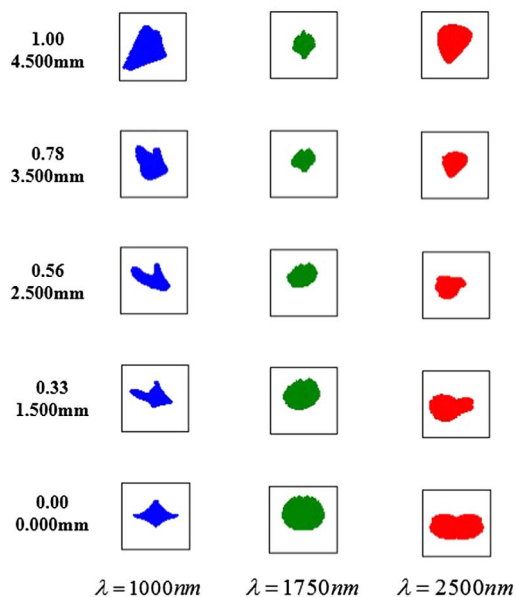 1.00
4.500mm
0.78
3.500mm
0.56
2.500mm
0.33
1.500mm
0.00
0.000mm
λ = 1000nm
λ = 1750nm
λ = 2500nm